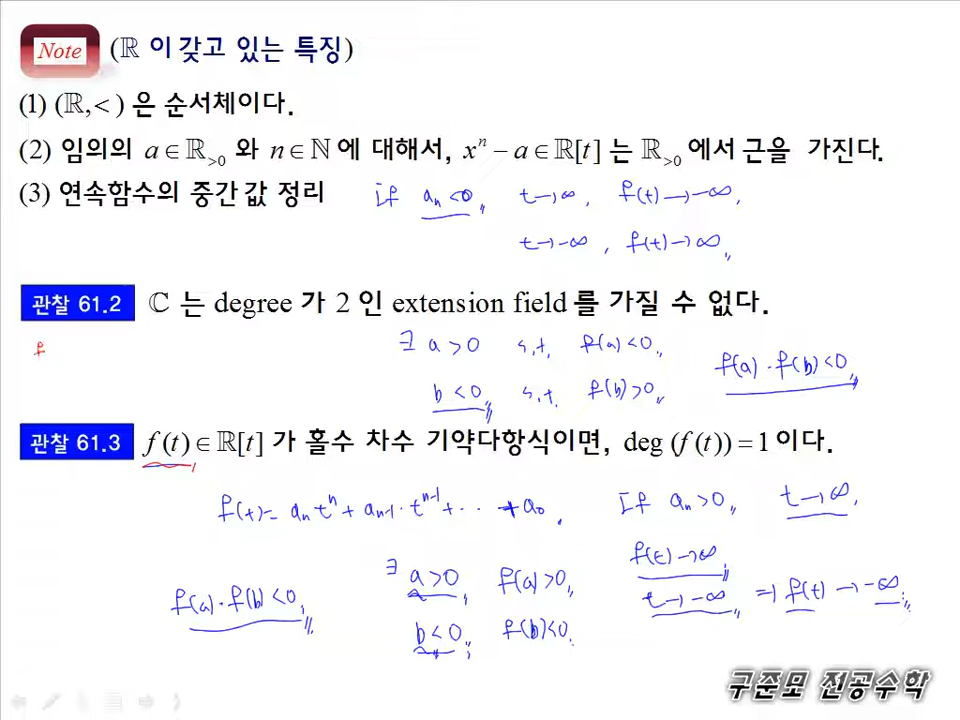 Note (ℝ 이 갖고 있는 특징)
(1) (ℝ,<) 은 순서체이다.
(2) 임의의 a∈ℝ>0 와 n∈ℕ 에 대해서, xⁿ−a∈ℝ[t] 는 ℝ>0 에서 근을 가진다.
(3) 연속함수의 중간값 정리
If aₙ<0,, t→∞, f(t)→−∞,
t→−∞, f(t)→∞,,
관찰 61.2 ℂ 는 degree 가 2 인 extension field 를 가질 수 없다.
f
∃ a>0 s.t. f(a)<0,,
b<0,, s.t. f(b)>0,,
f(a)·f(b)<0,,
관찰 61.3 f(t)∈ℝ[t] 가 홀수 차수 기약다항식이면, deg (f(t))=1 이다.
f(t)= aₙtⁿ+aₙ₋₁·tⁿ⁻¹+··+a₀, If aₙ>0,, t→∞,
f(t)→∞,,
∃ a>0, f(a)>0,,
t→−∞,, ⇒ f(t)→−∞,,
f(a)·f(b)<0,,
b<0,, f(b)<0,,
구준모 전공수학